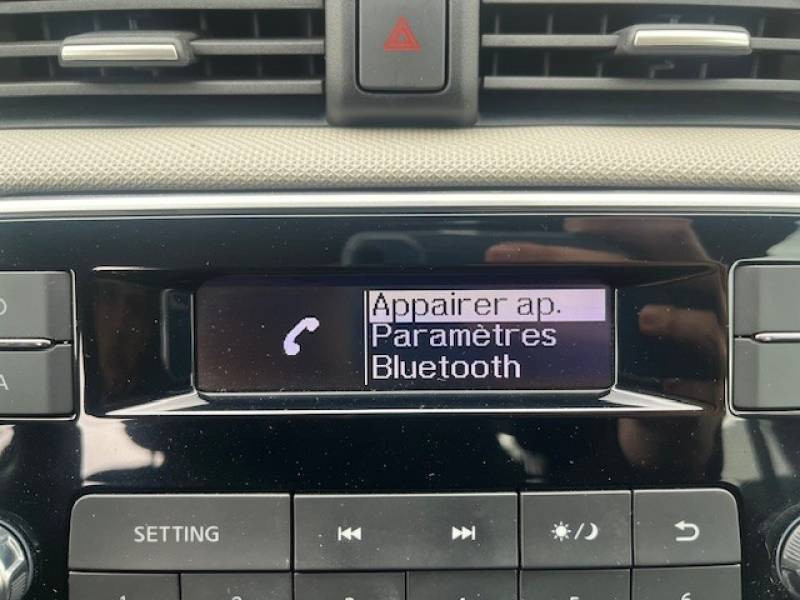 Appairer ap.
Paramètres
Bluetooth
SETTING